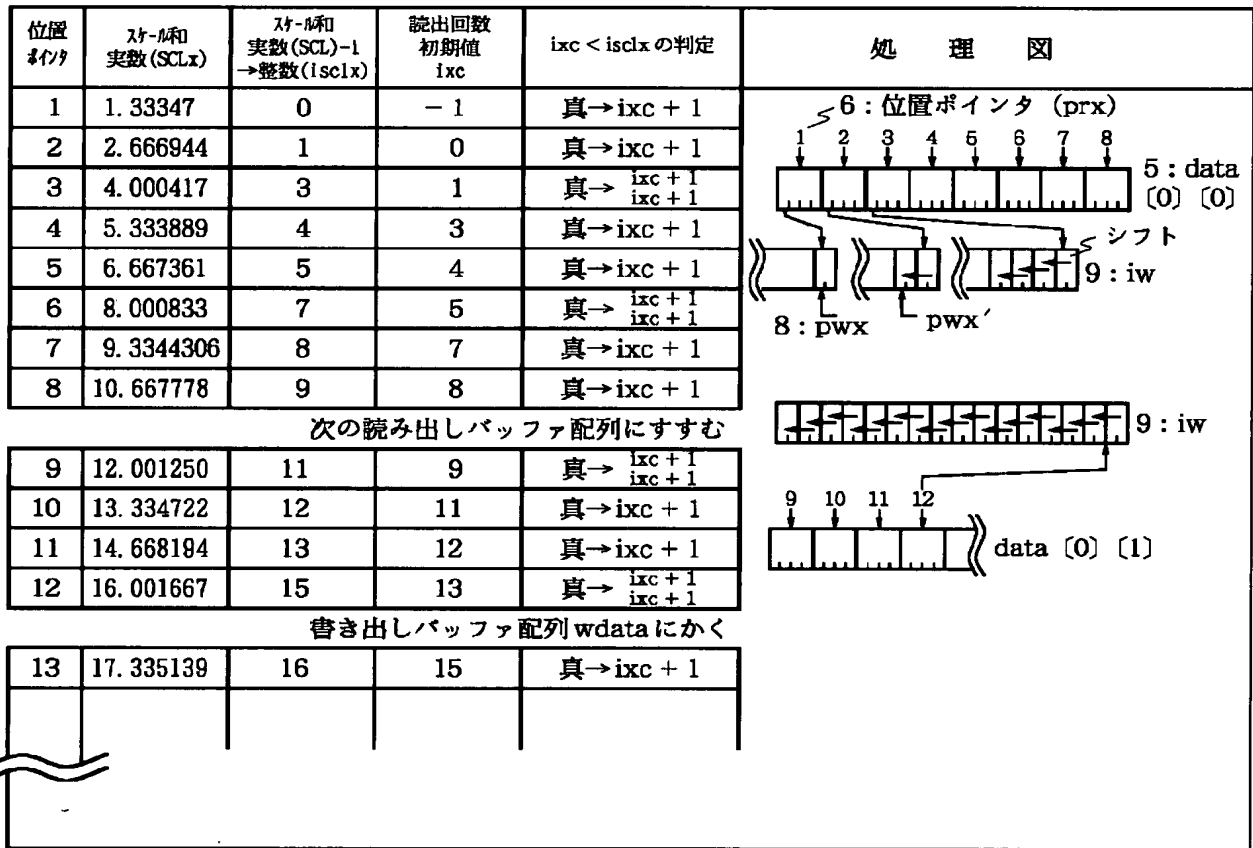 位置ポインタ スケール和実数(SCLx) スケール和実数(SCL)-1→整数(isclx) 読出回数初期値ixc ixc < isclx の判定 処理図
1 1.33347 0 -1 真→ixc + 1
2 2.666944 1 0 真→ixc + 1
3 4.000417 3 1 真→ ixc + 1 ixc + 1
4 5.333889 4 3 真→ixc + 1
5 6.667361 5 4 真→ixc + 1
6 8.000833 7 5 真→ ixc + 1 ixc + 1
7 9.3344306 8 7 真→ixc + 1
8 10.667778 9 8 真→ixc + 1
次の読み出しバッファ配列にすすむ
9 12.001250 11 9 真→ ixc + 1 ixc + 1
10 13.334722 12 11 真→ixc + 1
11 14.668194 13 12 真→ixc + 1
12 16.001667 15 13 真→ ixc + 1 ixc + 1
書き出しバッファ配列wdataにかく
13 17.335139 16 15 真→ixc + 1
6:位置ポインタ (prx)
1 2 3 4 5 6 7 8
5:data
〔0〕〔0〕
シフト
9:iw
8:pwx
pwx′
9:iw
9 10 11 12
data〔0〕〔1〕